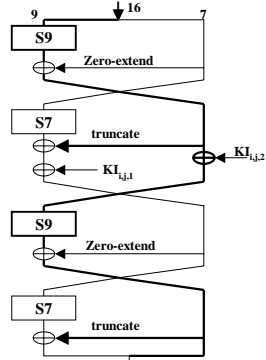 9 16 7
S9
Zero-extend
S7
truncate
KIi,j,2
KIi,j,1
S9
Zero-extend
S7
truncate